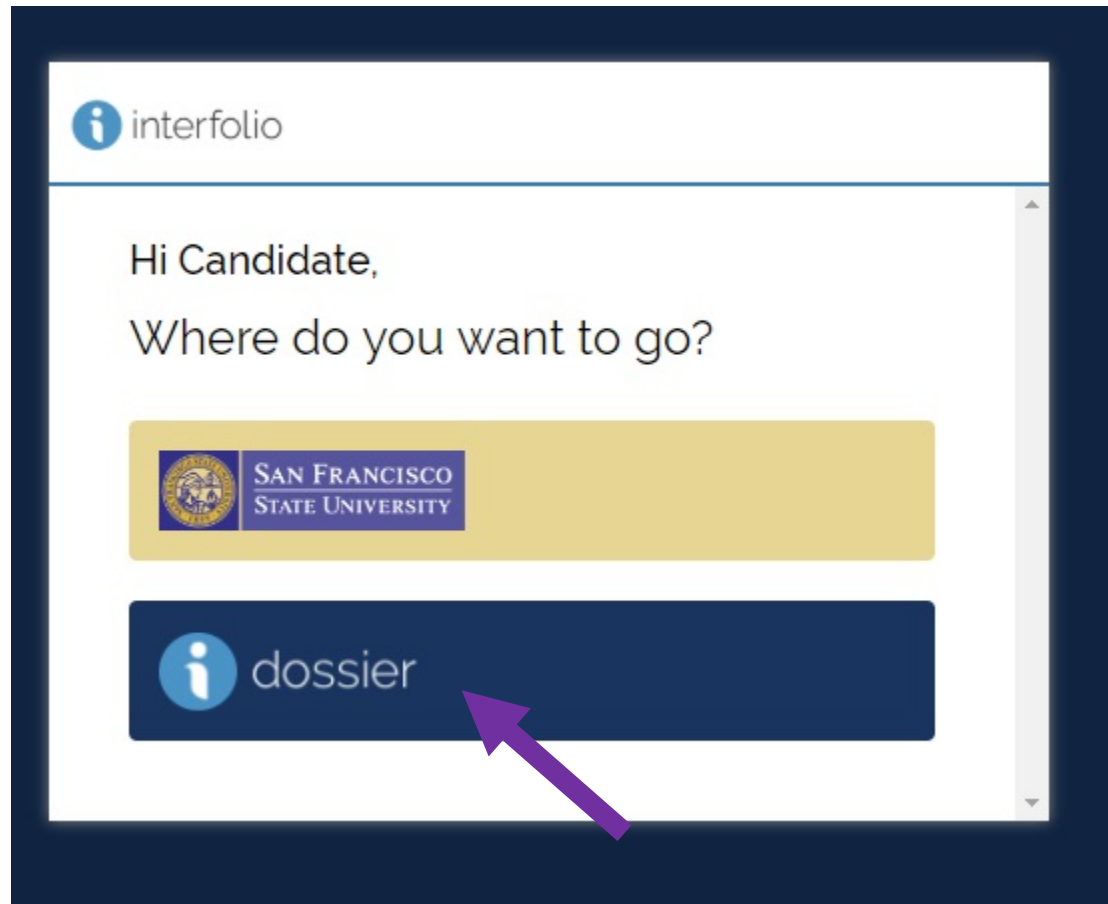 interfolio
Hi Candidate,
Where do you want to go?
SAN FRANCISCO
STATE UNIVERSITY
dossier